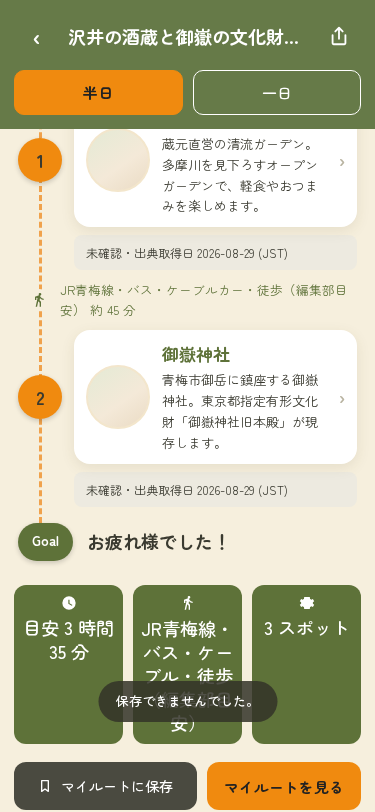 沢井の酒蔵と御嶽の文化財...
半日
一日
1
蔵元直営の清流ガーデン。
多摩川を見下ろすオープン
ガーデンで、軽食やおつま
みを楽しめます。
未確認・出典取得日 2026-08-29 (JST)
JR青梅線・バス・ケーブルカー・徒歩（編集部目
安） 約 45 分
2
御嶽神社
青梅市御岳に鎮座する御嶽
神社。東京都指定有形文化
財「御嶽神社旧本殿」が現
存します。
未確認・出典取得日 2026-08-29 (JST)
Goal
お疲れ様でした！
目安 3 時間
35 分
JR青梅線・
バス・ケー
ブル・徒歩
安）
3 スポット
保存できませんでした。
マイルートに保存
マイルートを見る